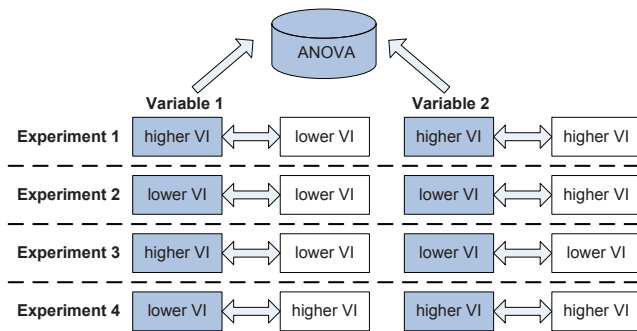 ANOVA
Variable 1 Variable 2
Experiment 1 higher VI lower VI higher VI higher VI
Experiment 2 lower VI lower VI lower VI higher VI
Experiment 3 higher VI lower VI lower VI lower VI
Experiment 4 lower VI higher VI higher VI higher VI